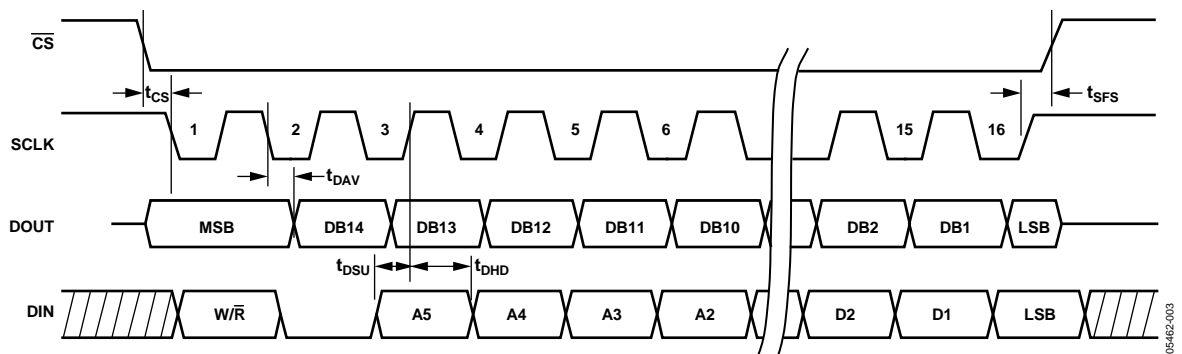 CS
tCS
tSFS
SCLK
1 2 3 4 5 6 15 16
tDAV
DOUT
MSB DB14 DB13 DB12 DB11 DB10 DB2 DB1 LSB
tDSU
tDHD
DIN
W/R A5 A4 A3 A2 D2 D1 LSB
05462-003